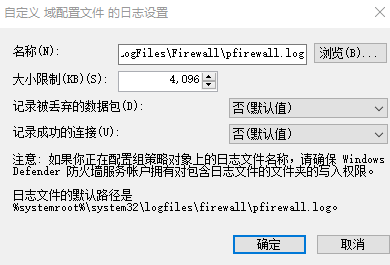 自定义 域配置文件 的日志设置
名称(N):
.ogFiles\Firewall\pfirewall.log
浏览(B)...
大小限制(KB)(S):
4,096
记录被丢弃的数据包(D):
否(默认值)
记录成功的连接(U):
否(默认值)
注意: 如果你正在配置组策略对象上的日志文件名称,请确保 Windows
Defender 防火墙服务帐户拥有对包含日志文件的文件夹的写入权限。
日志文件的默认路径是
%systemroot%\system32\logfiles\firewall\pfirewall.log。
确定
取消